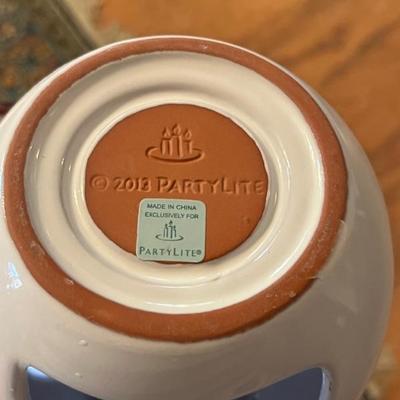 © 2013 PARTYLITE
MADE IN CHINA
EXCLUSIVELY FOR
PARTYLITE®